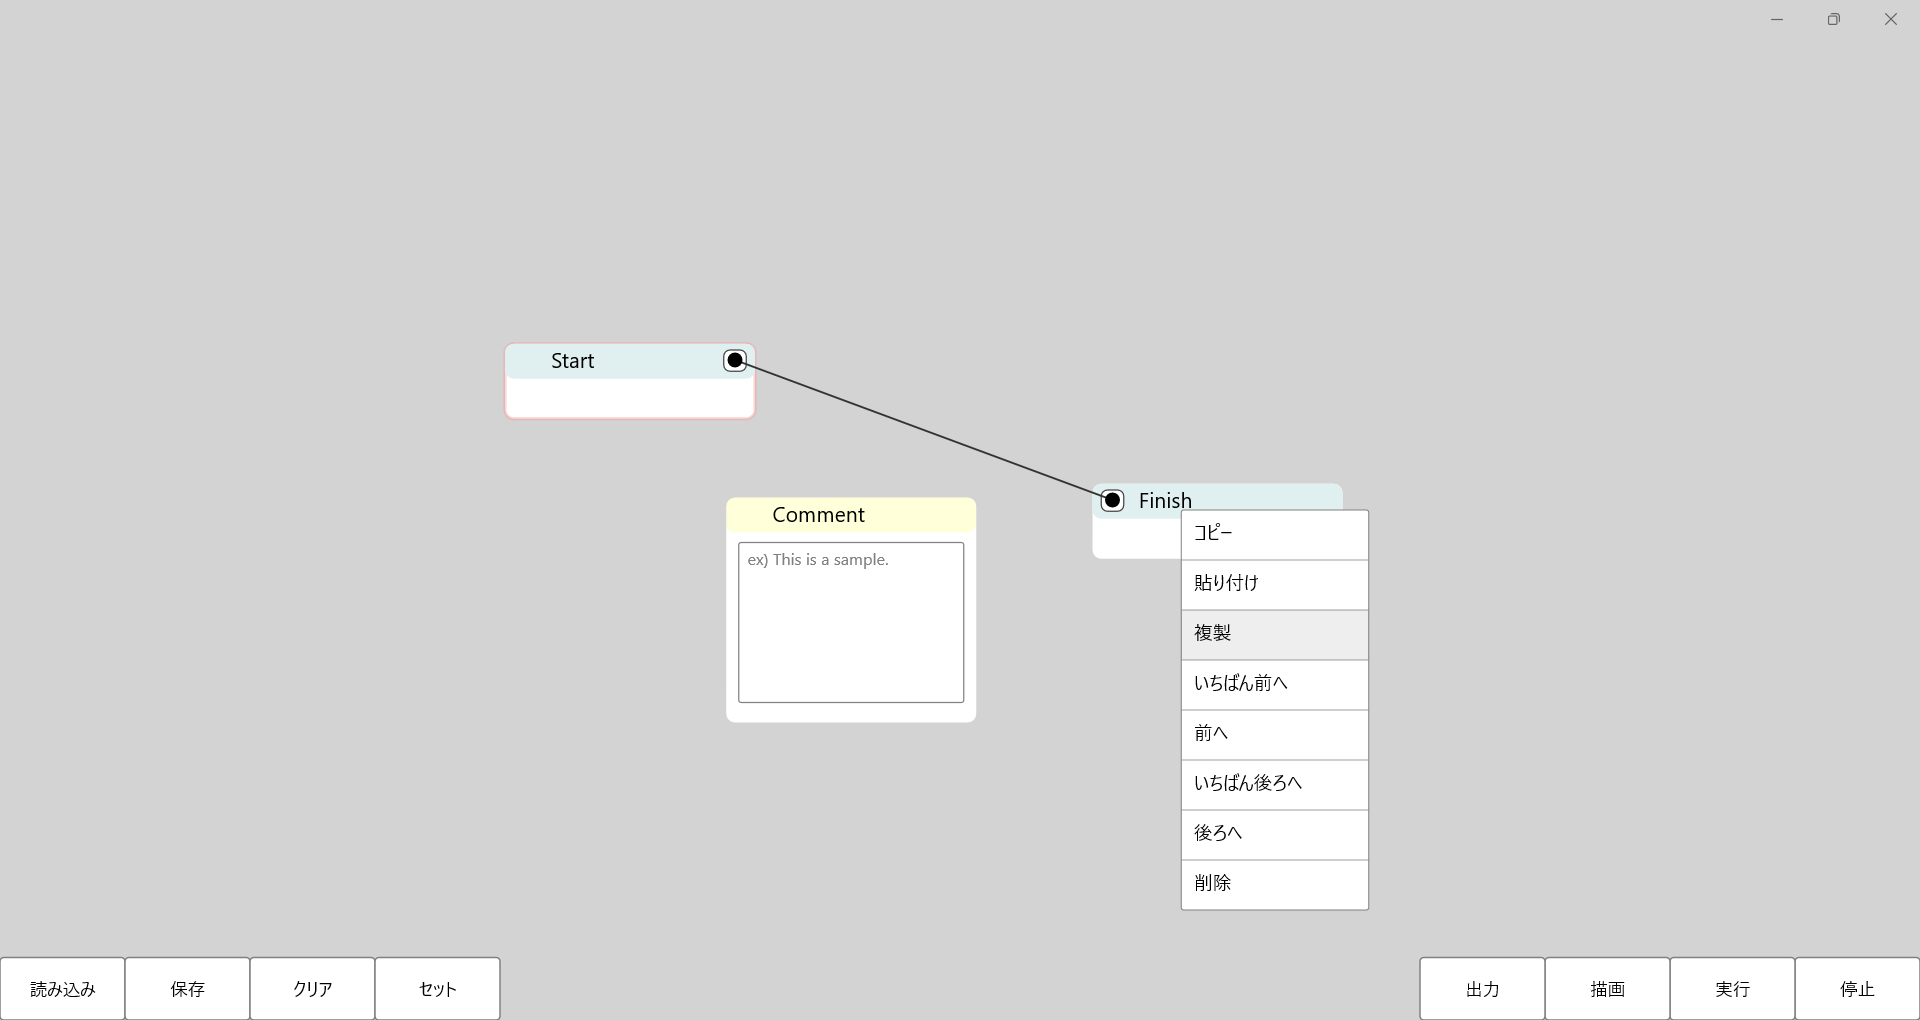 Start
Finish
Comment
ex) This is a sample.
コピー
貼り付け
複製
いちばん前へ
前へ
いちばん後ろへ
後ろへ
削除
読み込み
保存
クリア
セット
出力
描画
実行
停止